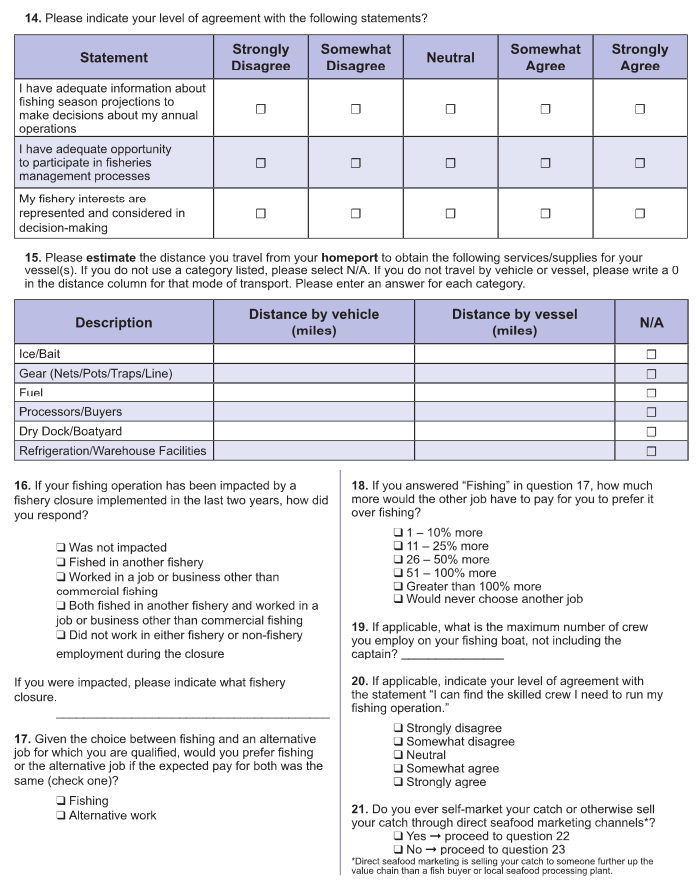 14. Please indicate your level of agreement with the following statements?
Statement
Strongly Disagree
Somewhat Disagree
Neutral
Somewhat Agree
Strongly Agree
I have adequate information about
fishing season projections to
make decisions about my annual
operations
☐ ☐ ☐ ☐ ☐
I have adequate opportunity
to participate in fisheries
management processes
☐ ☐ ☐ ☐ ☐
My fishery interests are
represented and considered in
decision-making
☐ ☐ ☐ ☐ ☐
15. Please estimate the distance you travel from your homeport to obtain the following services/supplies for your
vessel(s). If you do not use a category listed, please select N/A. If you do not travel by vehicle or vessel, please write a 0
in the distance column for that mode of transport. Please enter an answer for each category.
Description
Distance by vehicle
(miles)
Distance by vessel
(miles)
N/A
Ice/Bait ☐
Gear (Nets/Pots/Traps/Line) ☐
Fuel ☐
Processors/Buyers ☐
Dry Dock/Boatyard ☐
Refrigeration/Warehouse Facilities ☐
16. If your fishing operation has been impacted by a
fishery closure implemented in the last two years, how did
you respond?
❑ Was not impacted
❑ Fished in another fishery
❑ Worked in a job or business other than
commercial fishing
❑ Both fished in another fishery and worked in a
job or business other than commercial fishing
❑ Did not work in either fishery or non-fishery
employment during the closure
If you were impacted, please indicate what fishery
closure.
17. Given the choice between fishing and an alternative
job for which you are qualified, would you prefer fishing
or the alternative job if the expected pay for both was the
same (check one)?
❑ Fishing
❑ Alternative work
18. If you answered “Fishing” in question 17, how much
more would the other job have to pay for you to prefer it
over fishing?
❑ 1 – 10% more
❑ 11 – 25% more
❑ 26 – 50% more
❑ 51 – 100% more
❑ Greater than 100% more
❑ Would never choose another job
19. If applicable, what is the maximum number of crew
you employ on your fishing boat, not including the
captain? _______________
20. If applicable, indicate your level of agreement with
the statement “I can find the skilled crew I need to run my
fishing operation.”
❑ Strongly disagree
❑ Somewhat disagree
❑ Neutral
❑ Somewhat agree
❑ Strongly agree
21. Do you ever self-market your catch or otherwise sell
your catch through direct seafood marketing channels*?
❑ Yes → proceed to question 22
❑ No → proceed to question 23
*Direct seafood marketing is selling your catch to someone further up the
value chain than a fish buyer or local seafood processing plant.